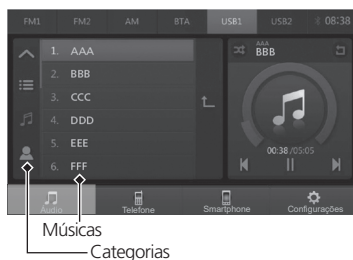 FM1 FM2 AM BTA USB1 USB2 08:38
1. AAA
2. BBB
3. CCC
4. DDD
5. EEE
6. FFF
AAA
BBB
00:38 /05:05
Áudio Telefone Smartphone Configurações
Músicas
Categorias